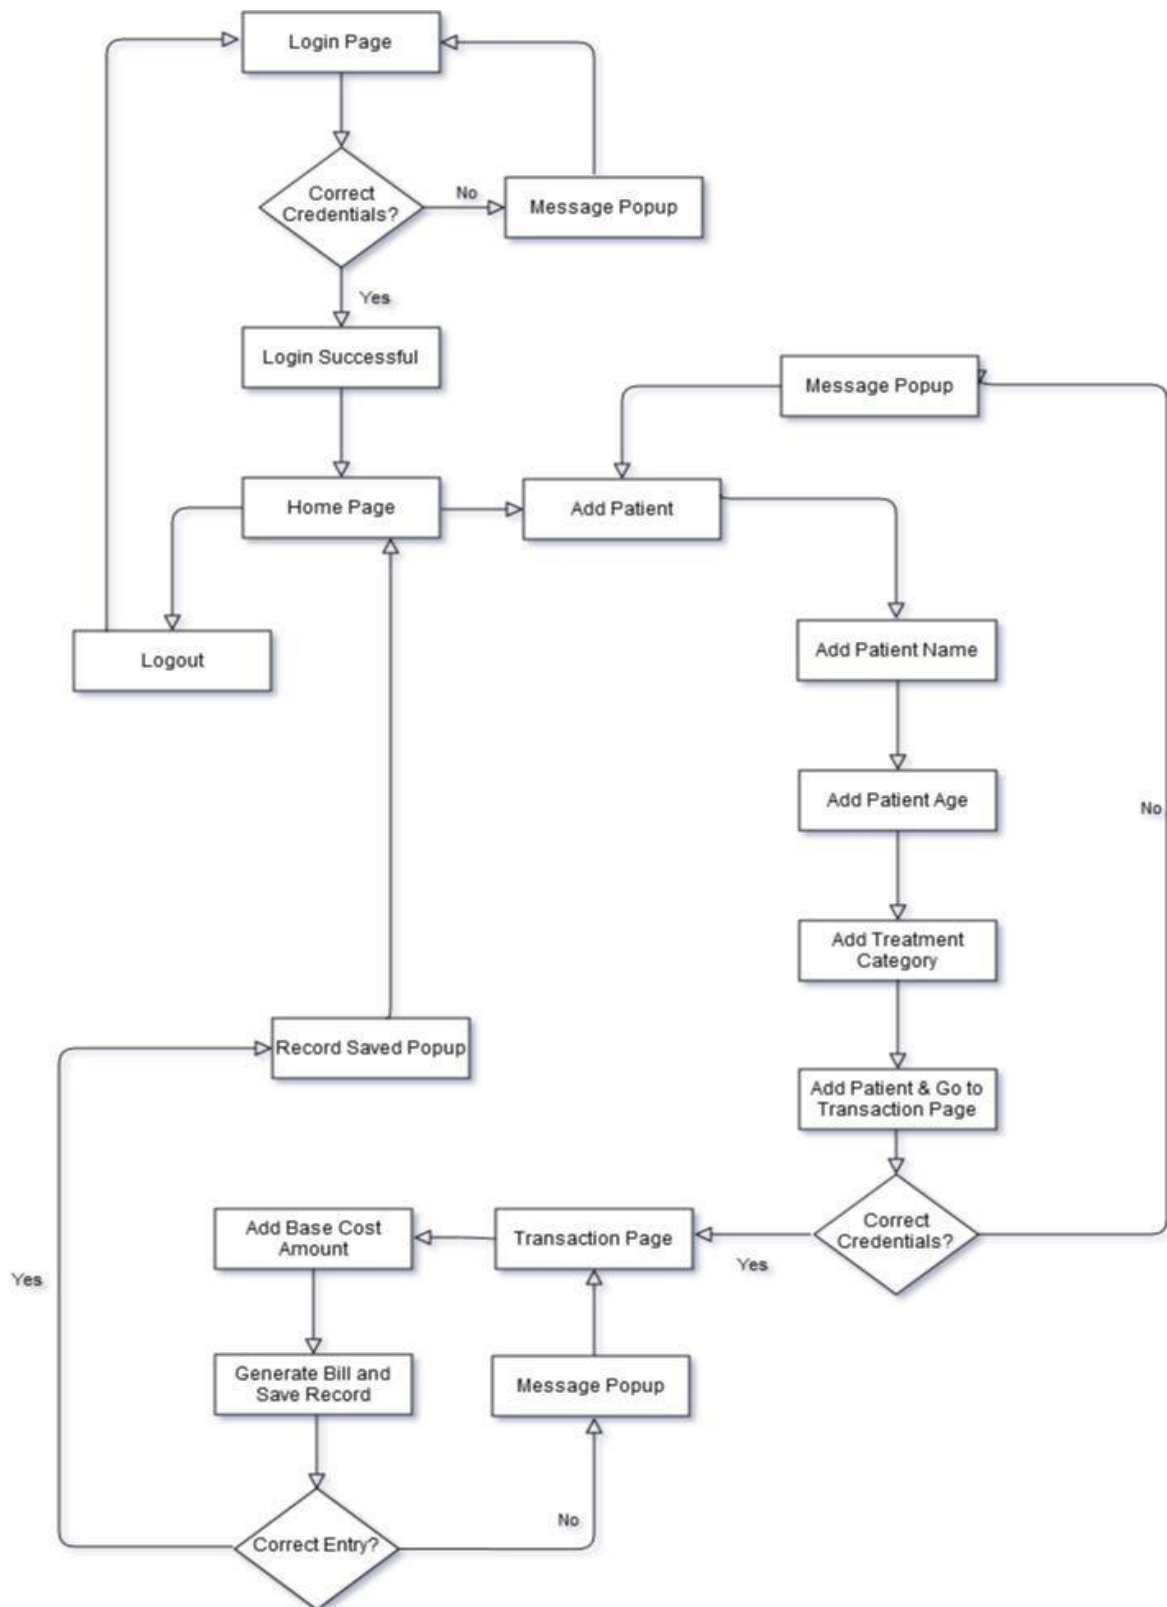 Login Page
Correct
Credentials?
No
Message Popup
Yes
Login Successful
Message Popup
Home Page
Add Patient
Logout
Add Patient Name
Add Patient Age
No
Add Treatment
Category
Record Saved Popup
Add Patient & Go to
Transaction Page
Add Base Cost
Amount
Transaction Page
Correct
Credentials?
Yes
Yes
Generate Bill and
Save Record
Message Popup
No
Correct Entry?